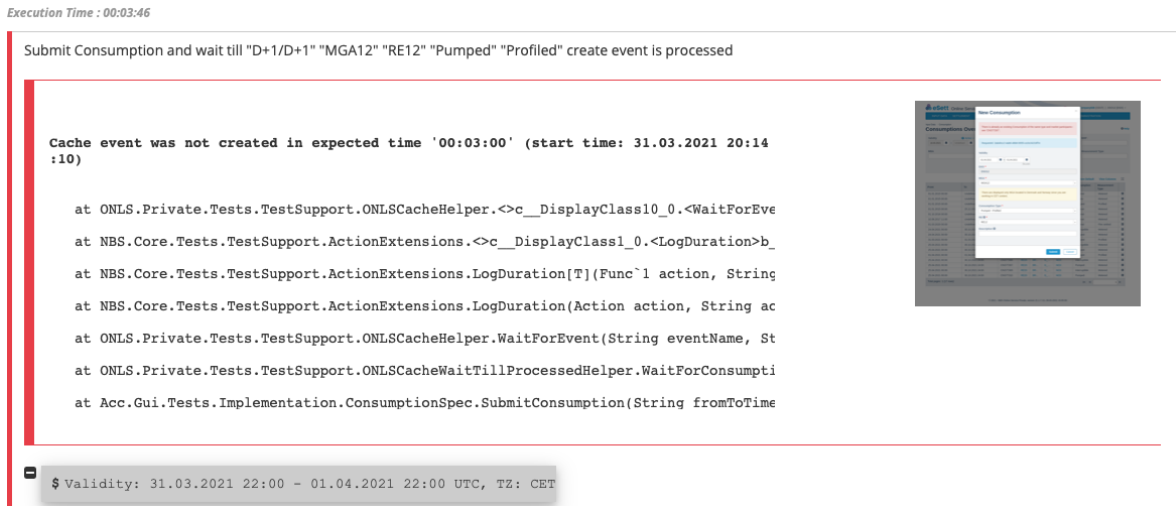 Execution Time : 00:03:46
Submit Consumption and wait till "D+1/D+1" "MGA12" "RE12" "Pumped" "Profiled" create event is processed
Cache event was not created in expected time '00:03:00' (start time: 31.03.2021 20:14
:10)
at ONLS.Private.Tests.TestSupport.ONLSCacheHelper.<>c__DisplayClass10_0.<WaitForEve
at NBS.Core.Tests.TestSupport.ActionExtensions.<>c__DisplayClass1_0.<LogDuration>b_
at NBS.Core.Tests.TestSupport.ActionExtensions.LogDuration[T](Func`1 action, String
at NBS.Core.Tests.TestSupport.ActionExtensions.LogDuration(Action action, String ac
at ONLS.Private.Tests.TestSupport.ONLSCacheHelper.WaitForEvent(String eventName, St
at ONLS.Private.Tests.TestSupport.ONLSCacheWaitTillProcessedHelper.WaitForConsumpti
at Acc.Gui.Tests.Implementation.ConsumptionSpec.SubmitConsumption(String fromToTime
New Consumption
$ Validity: 31.03.2021 22:00 - 01.04.2021 22:00 UTC, TZ: CET